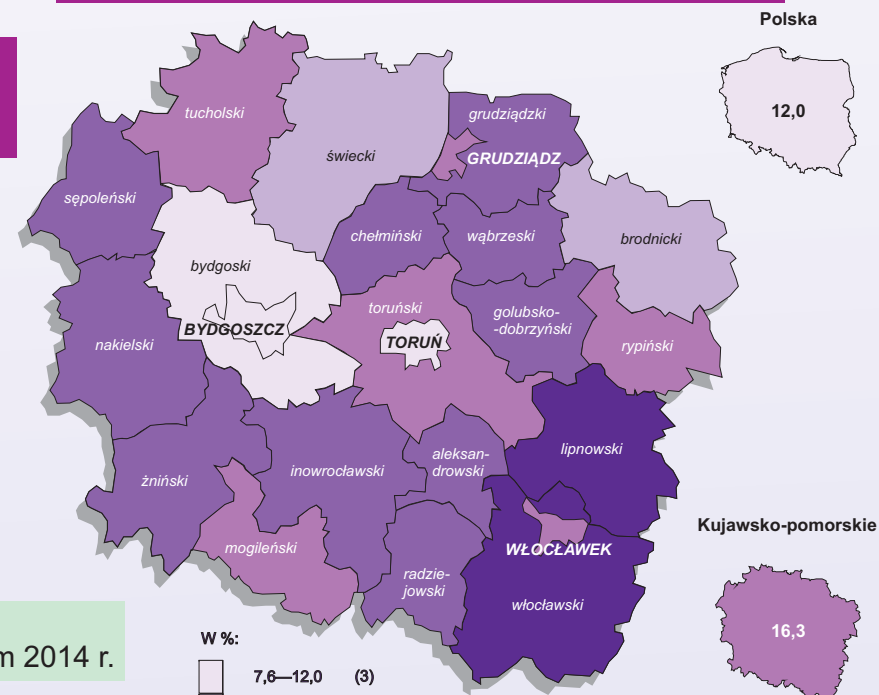 Polska
12,0
tucholski
grudziądzki
świecki
GRUDZIĄDZ
sępoleński
chełmiński
wąbrzeski
brodnicki
bydgoski
toruński
golubsko-
-dobrzyński
BYDGOSZCZ
TORUŃ
nakielski
rypiński
lipnowski
aleksan-
drowski
inowrocławski
żniński
Kujawsko-pomorskie
mogileński
WŁOCŁAWEK
radzie-
jowski
włocławski
16,3
m 2014 r.
W %:
7,6—12,0 (3)